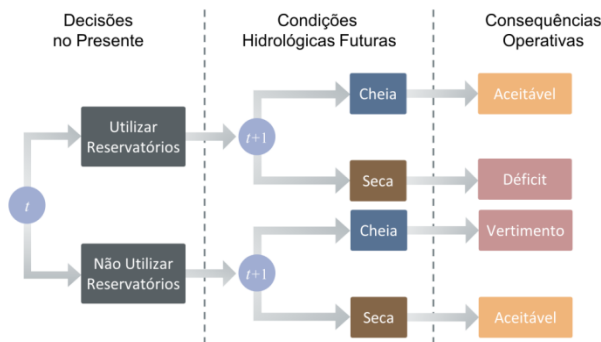 Decisões
no Presente
Condições
Hidrológicas Futuras
Consequências
Operativas
Utilizar
Reservatórios
t
t+1
Cheia
Aceitável
Seca
Déficit
Não Utilizar
Reservatórios
t+1
Cheia
Vertimento
Seca
Aceitável